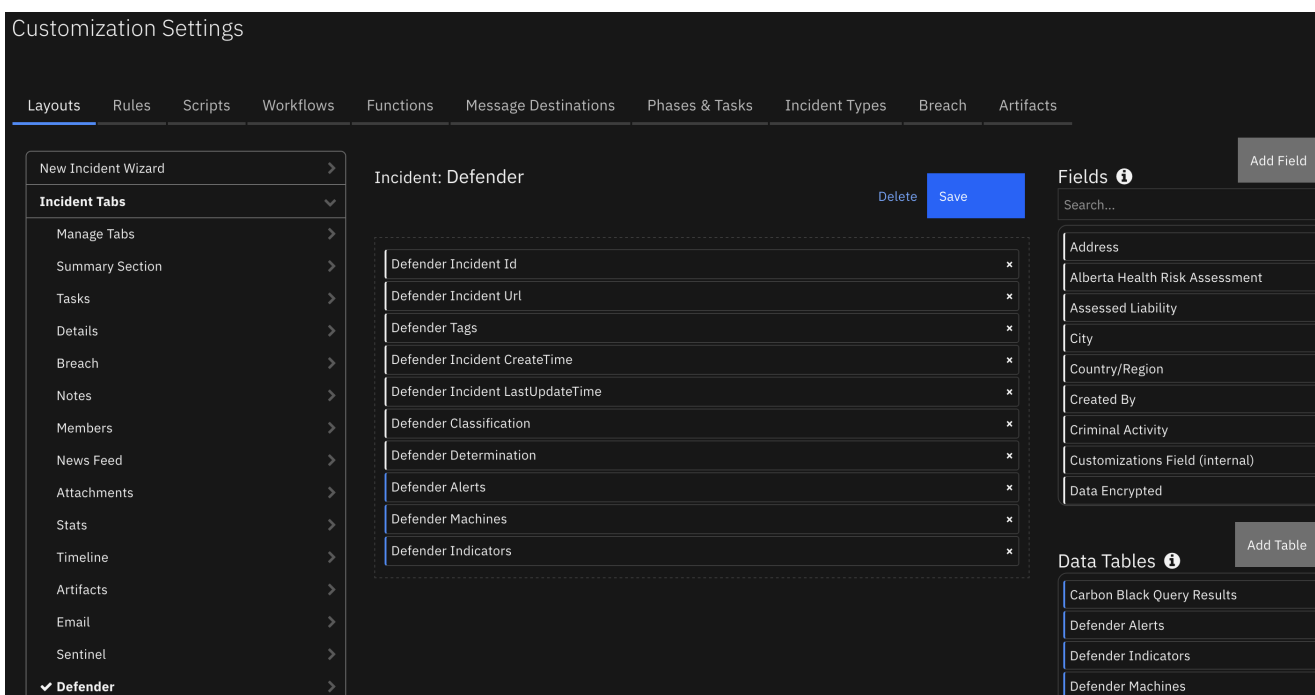 Customization Settings
Layouts Rules Scripts Workflows Functions Message Destinations Phases & Tasks Incident Types Breach Artifacts
New Incident Wizard
Incident Tabs
Manage Tabs
Summary Section
Tasks
Details
Breach
Notes
Members
News Feed
Attachments
Stats
Timeline
Artifacts
Email
Sentinel
Defender
Incident: Defender
Delete Save
Defender Incident Id
Defender Incident Url
Defender Tags
Defender Incident CreateTime
Defender Incident LastUpdateTime
Defender Classification
Defender Determination
Defender Alerts
Defender Machines
Defender Indicators
Add Field
Fields
Search...
Address
Alberta Health Risk Assessment
Assessed Liability
City
Country/Region
Created By
Criminal Activity
Customizations Field (internal)
Data Encrypted
Add Table
Data Tables
Carbon Black Query Results
Defender Alerts
Defender Indicators
Defender Machines